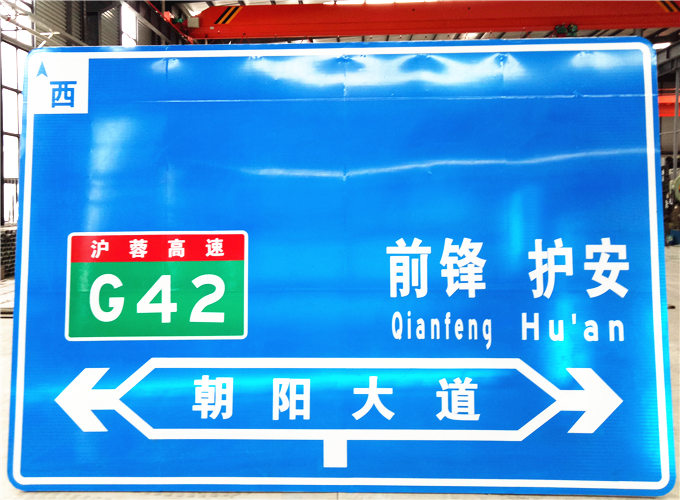 西
沪蓉高速
G42
前锋 护安
Qianfeng Hu'an
朝阳大道